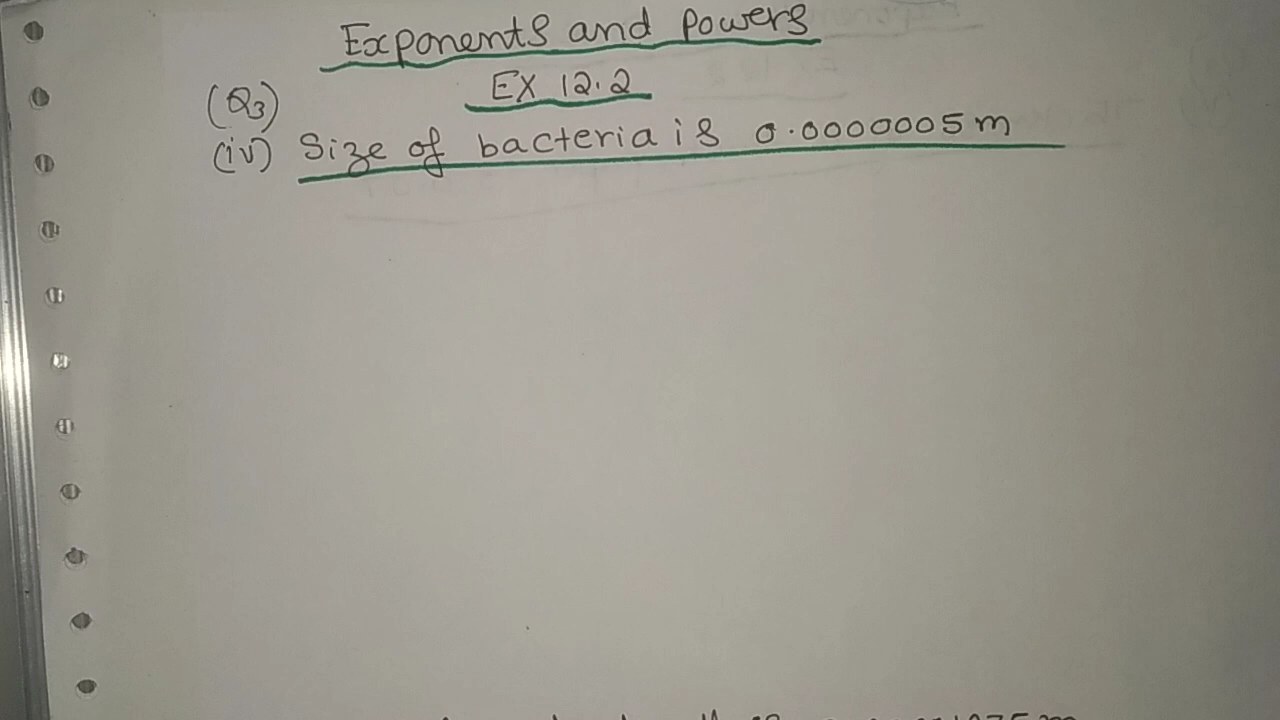 Exponents and Powers
EX 12.2
(Q3)
(iv) Size of bacteria is 0.0000005 m